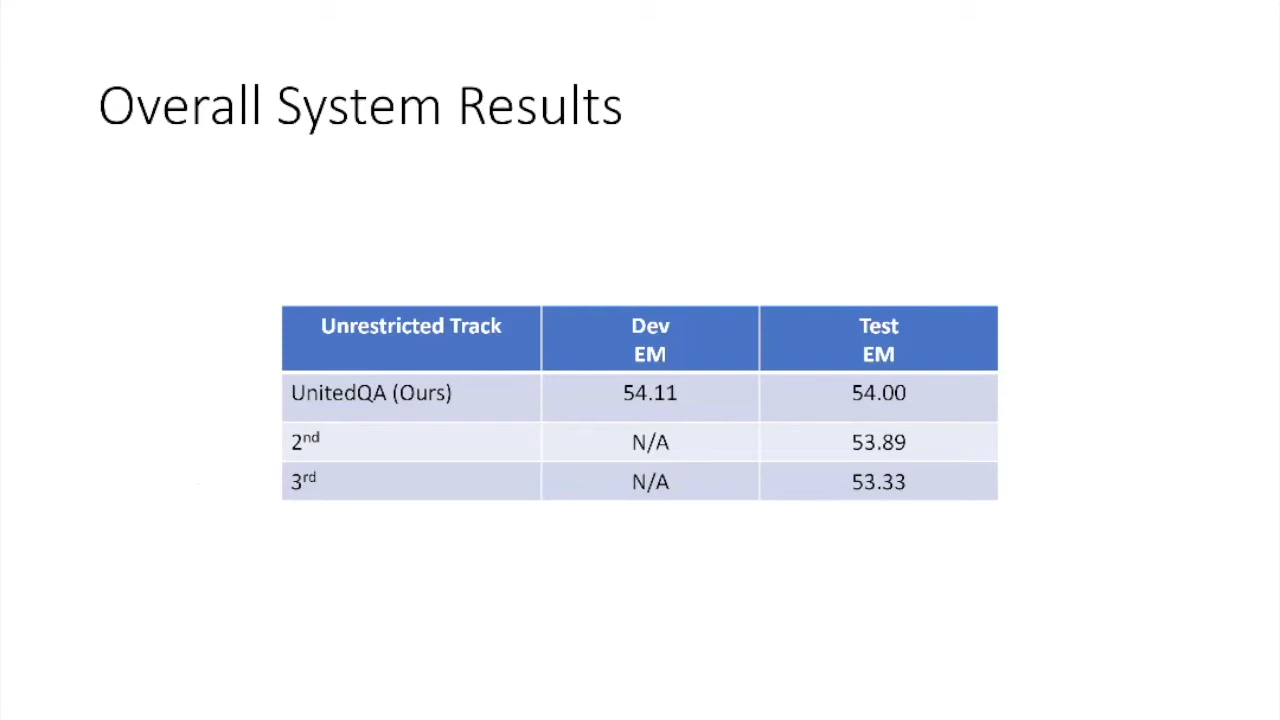 Overall System Results
Unrestricted Track Dev EM Test EM
UnitedQA (Ours) 54.11 54.00
2nd N/A 53.89
3rd N/A 53.33